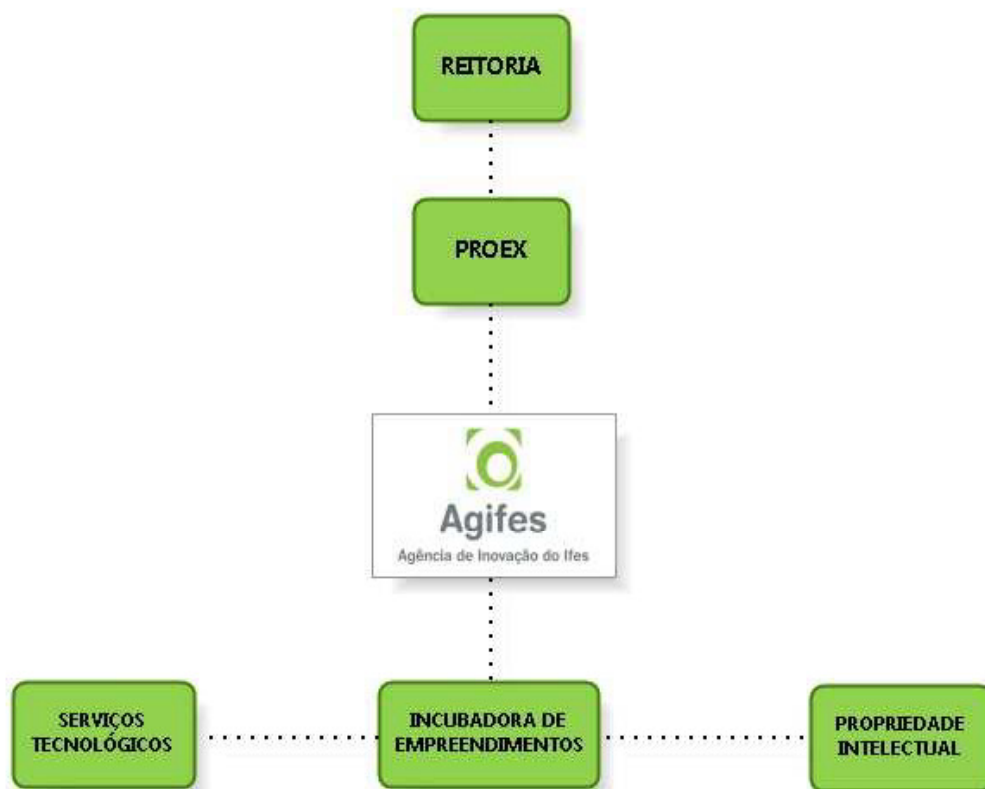 REITORIA
PROEX
Agifes
Agência de Inovação do Ifes
SERVIÇOS
TECNOLÓGICOS
INCUBADORA DE
EMPREENDIMENTOS
PROPRIEDADE
INTELECTUAL